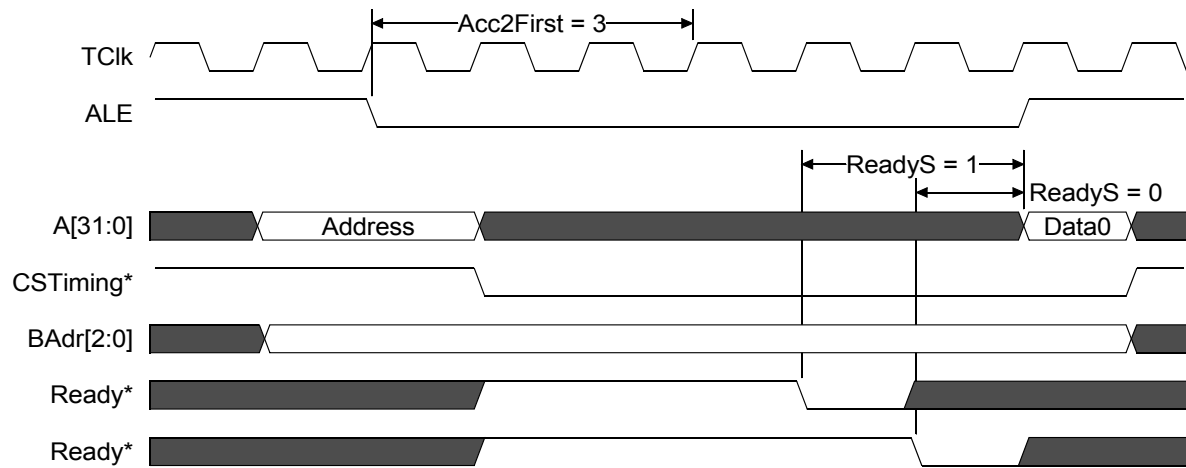 Acc2First = 3
TClk
ALE
ReadyS = 1
ReadyS = 0
A[31:0]
Address
Data0
CSTiming*
BAdr[2:0]
Ready*
Ready*